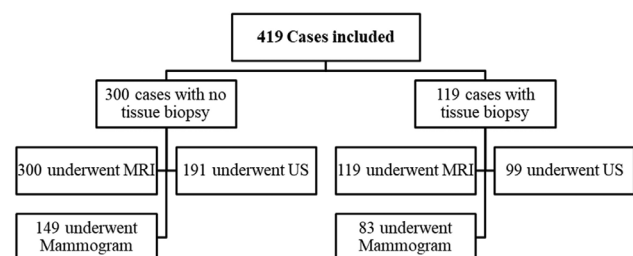 419 Cases included
300 cases with no
tissue biopsy
119 cases with
tissue biopsy
300 underwent MRI
191 underwent US
119 underwent MRI
99 underwent US
149 underwent
Mammogram
83 underwent
Mammogram